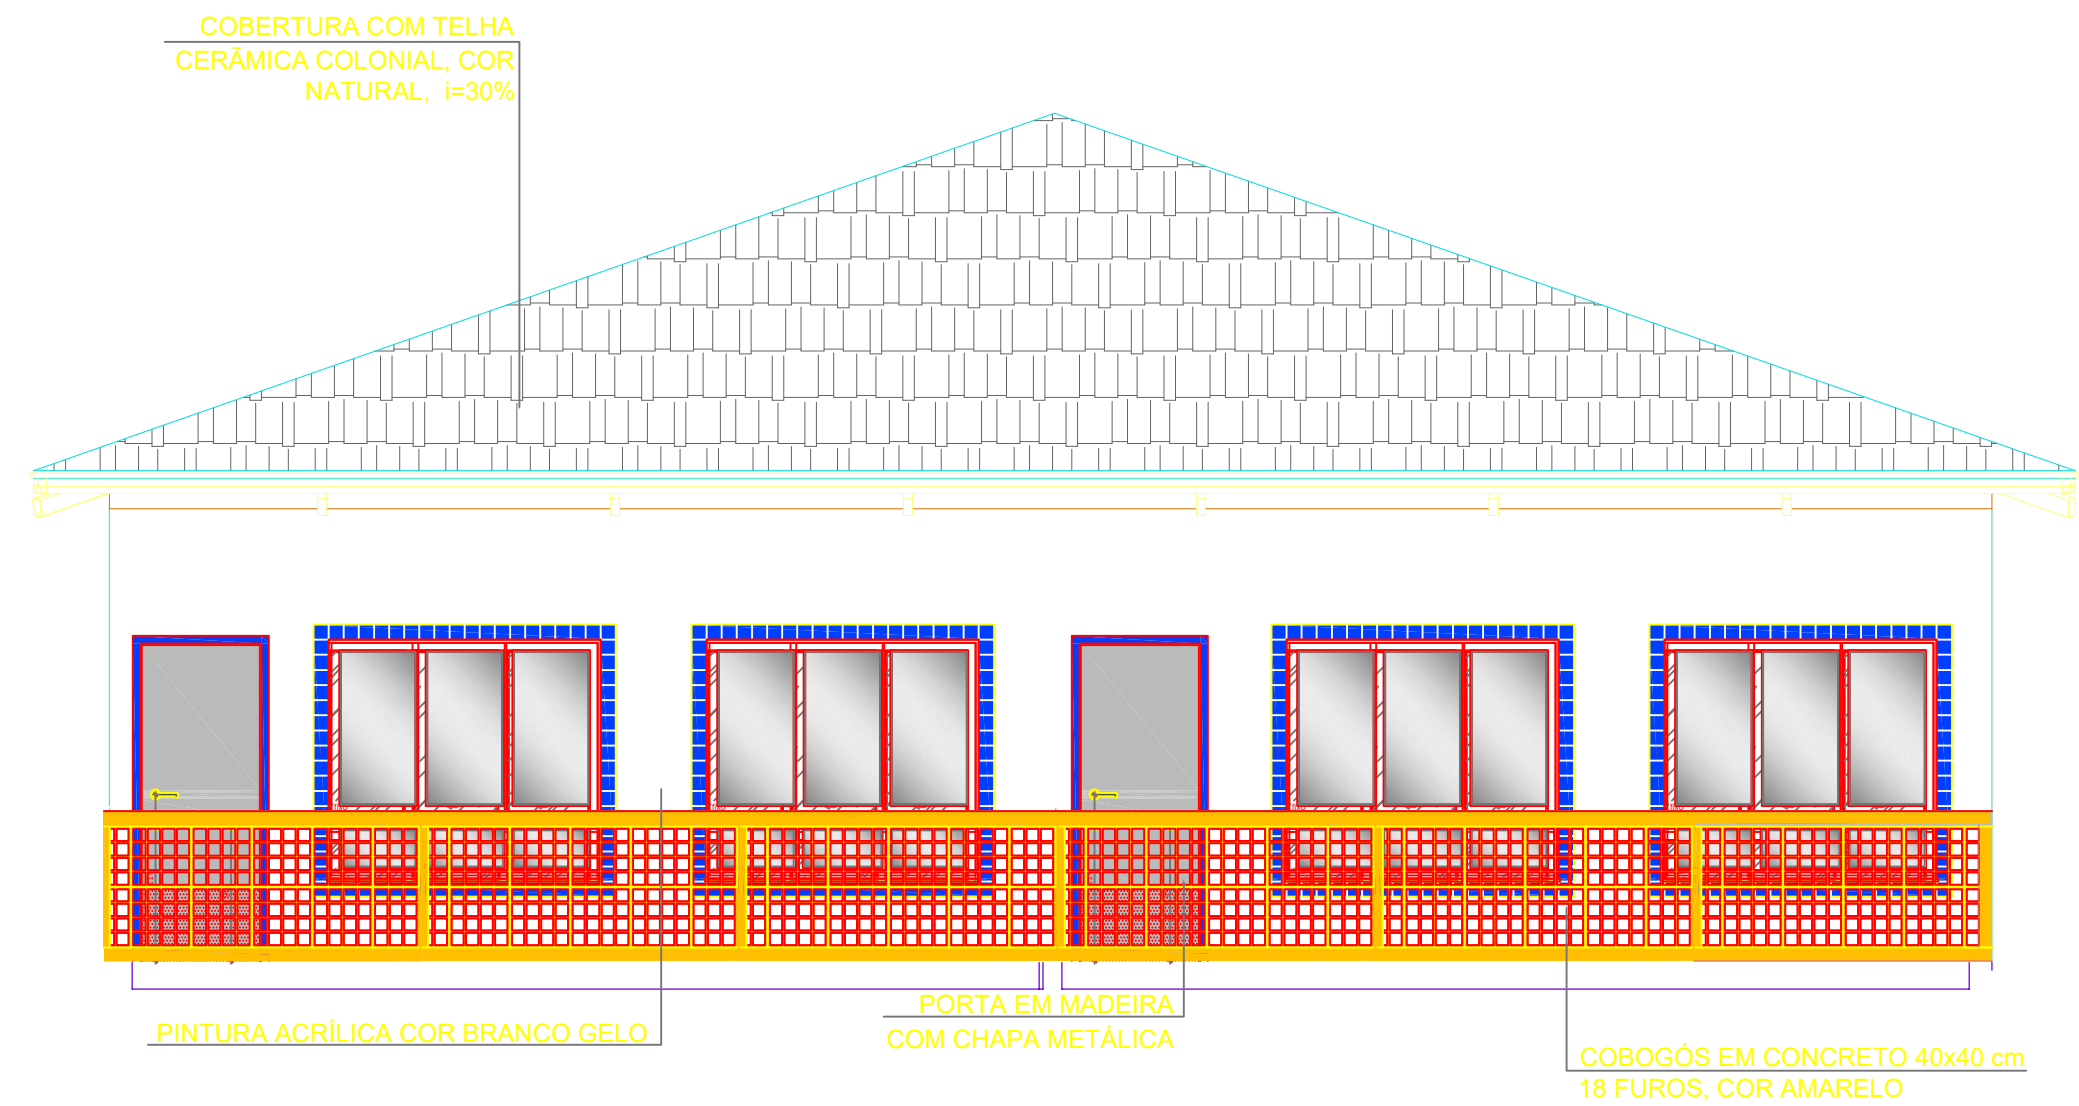 COBERTURA COM TELHA
CERÃMICA COLONIAL, COR
NATURAL, i=30%
PORTA EM MADEIRA
COM CHAPA METÁLICA
PINTURA ACRÍLICA COR BRANCO GELO
COBOGÓS EM CONCRETO 40x40 cm
18 FUROS, COR AMARELO